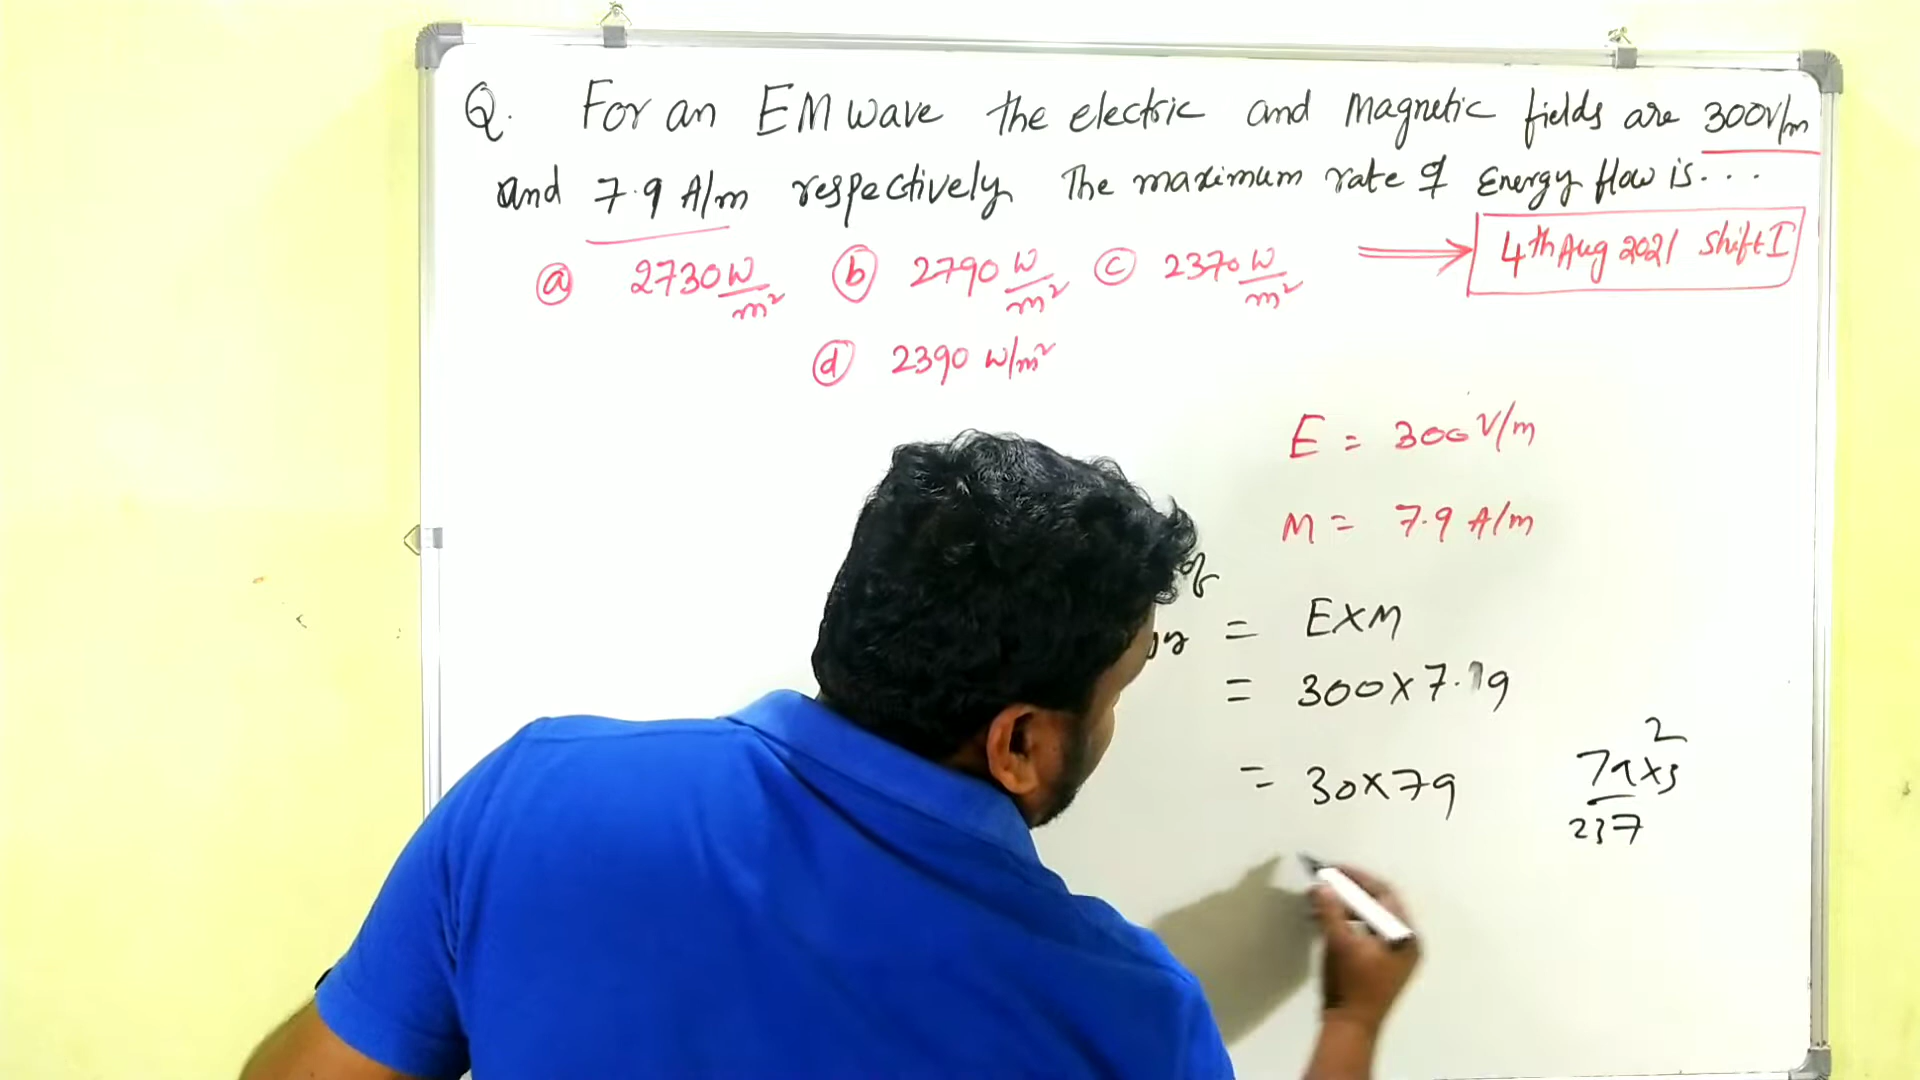 Q. For an EM wave the electric and Magnetic fields are 300V/m
and 7.9 A/m respectively The maximum rate of Energy flow is...
4th Aug 2021 Shift I
(a) 2730 W/m² (b) 2790 W/m² (c) 2370 W/m²
(d) 2390 W/m²
E = 300 V/m
M = 7.9 A/m
of
= E×M
= 300×7.9
= 30×79
2
79×3
237